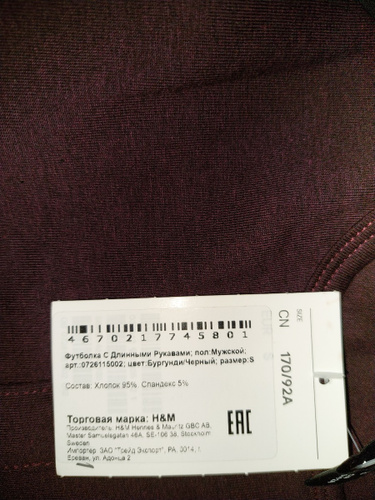 4670217745801
Футболка С Длинными Рукавами; пол:Мужской;
арт.:0726115002; цвет:Бургунди/Черный; размер:S
Состав: Хлопок 95% Спандекс 5%
Торговая марка: H&M
Производитель: H&M Hennes & Mauritz GBC AB,
Master Samuelsgatan 46A, SE-106 38, Stockholm,
Sweden
Импортер: ЗАО "Трейд Экспорт", РА, 0014, г.
Ереван, ул. Адонца 2
EAC
SIZE
CN 170/92A